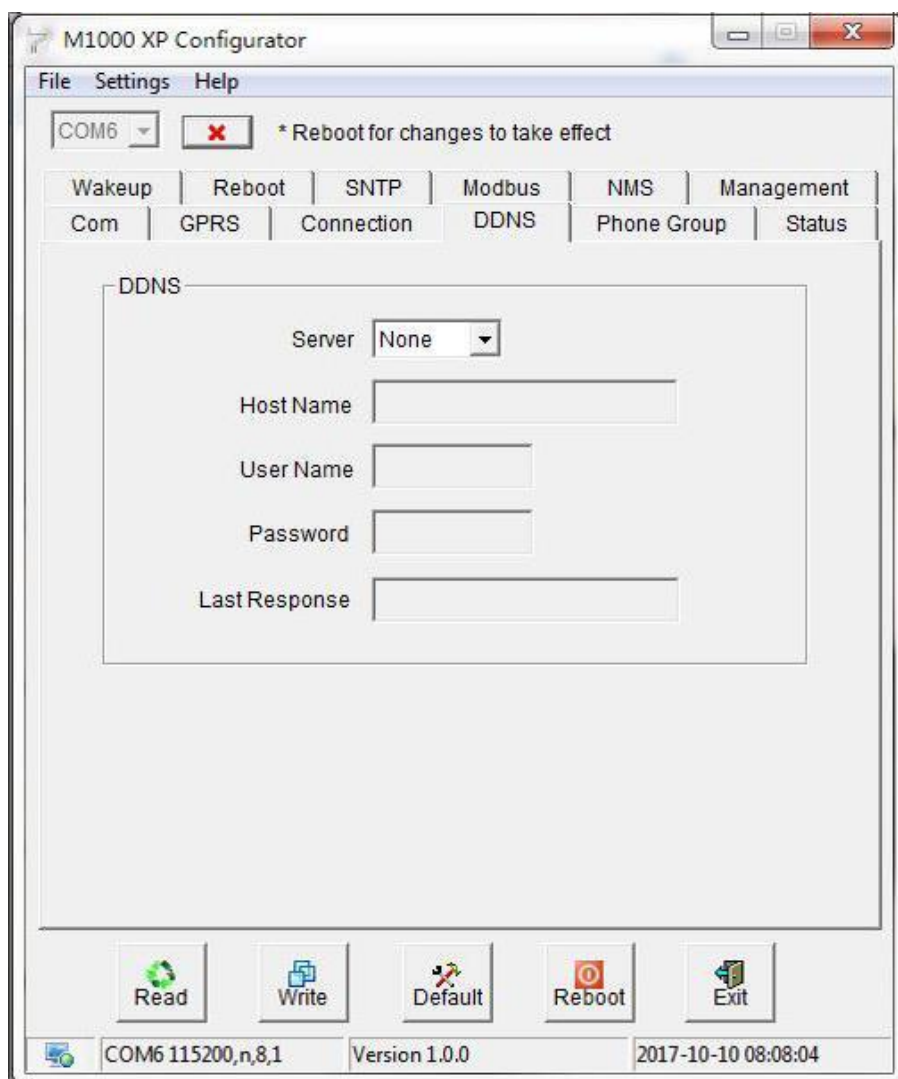 M1000 XP Configurator
File Settings Help
COM6 * Reboot for changes to take effect
Wakeup Reboot SNTP Modbus NMS Management
Com GPRS Connection DDNS Phone Group Status
DDNS
Server None
Host Name
User Name
Password
Last Response
Read Write Default Reboot Exit
COM6 115200,n,8,1 Version 1.0.0 2017-10-10 08:08:04